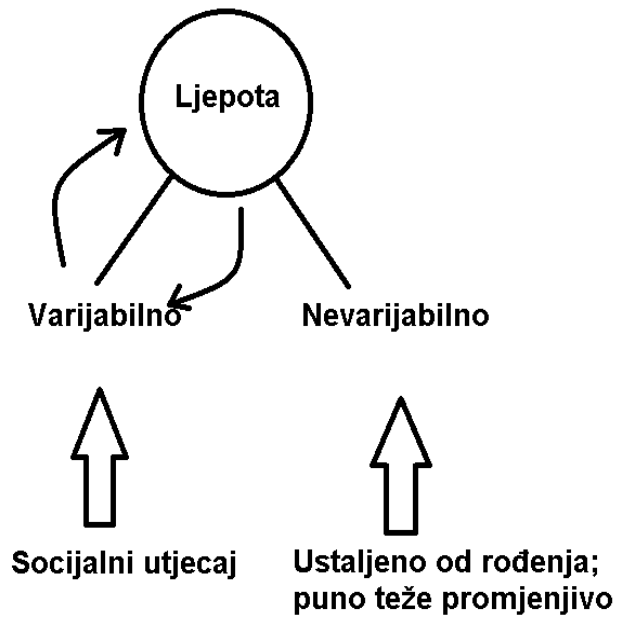 Ljepota
Varijabilno
Nevarijabilno
Socijalni utjecaj
Ustaljeno od rođenja;
puno teže promjenjivo